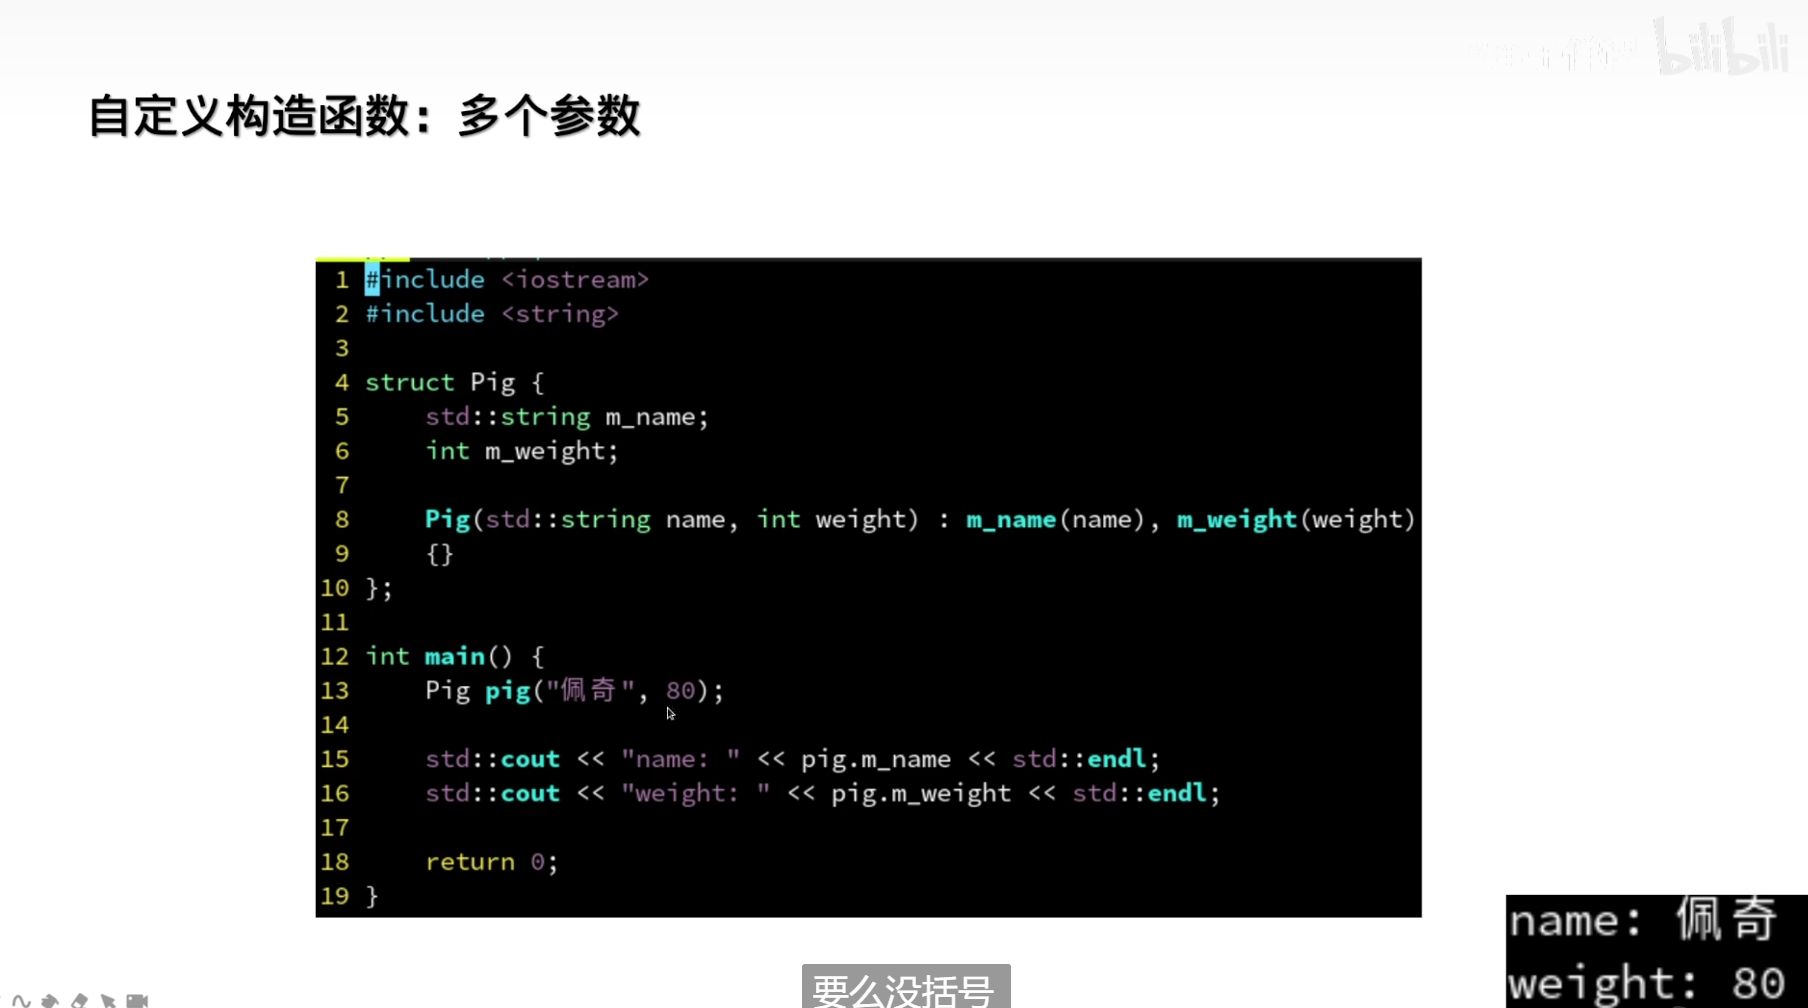 bilibili
自定义构造函数：多个参数
1 #include <iostream>
2 #include <string>
3
4 struct Pig {
5     std::string m_name;
6     int m_weight;
7
8     Pig(std::string name, int weight) : m_name(name), m_weight(weight)
9     {}
10 };
11
12 int main() {
13     Pig pig("佩奇", 80);
14
15     std::cout << "name: " << pig.m_name << std::endl;
16     std::cout << "weight: " << pig.m_weight << std::endl;
17
18     return 0;
19 }
name: 佩奇
weight: 80
要么没括号